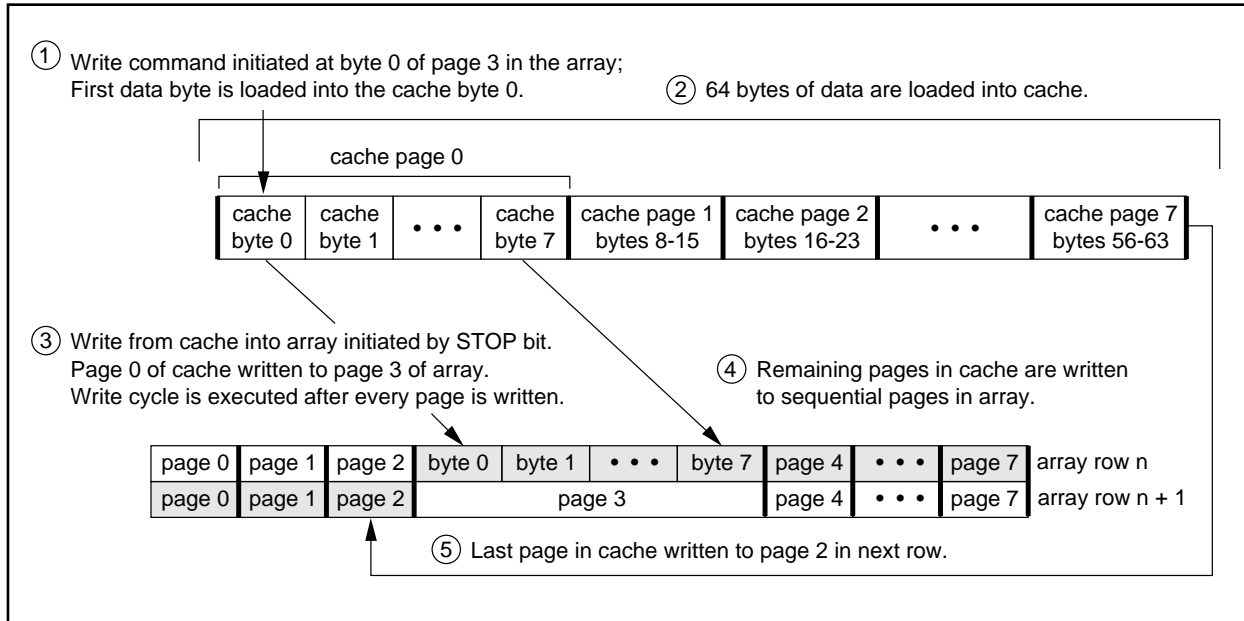 ① Write command initiated at byte 0 of page 3 in the array;
First data byte is loaded into the cache byte 0.
② 64 bytes of data are loaded into cache.
cache page 0
cache byte 0 cache byte 1 • • • cache byte 7 cache page 1 bytes 8-15 cache page 2 bytes 16-23 • • • cache page 7 bytes 56-63
③ Write from cache into array initiated by STOP bit.
Page 0 of cache written to page 3 of array.
Write cycle is executed after every page is written.
④ Remaining pages in cache are written
to sequential pages in array.
page 0 page 1 page 2 byte 0 byte 1 • • • byte 7 page 4 • • • page 7 array row n
page 0 page 1 page 2 page 3 page 4 • • • page 7 array row n + 1
⑤ Last page in cache written to page 2 in next row.